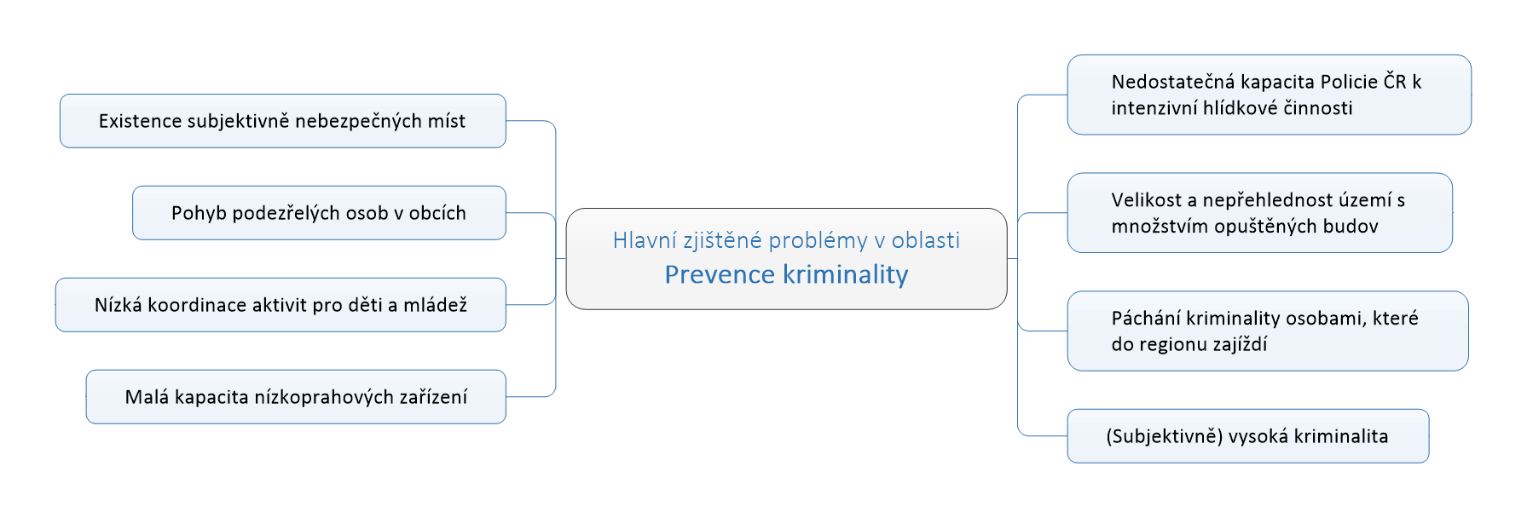 Existence subjektivně nebezpečných míst
Pohyb podezřelých osob v obcích
Nízká koordinace aktivit pro děti a mládež
Malá kapacita nízkoprahových zařízení
Hlavní zjištěné problémy v oblasti
Prevence kriminality
Nedostatečná kapacita Policie ČR k
intenzivní hlídkové činnosti
Velikost a nepřehlednost území s
množstvím opuštěných budov
Páchání kriminality osobami, které
do regionu zajíždí
(Subjektivně) vysoká kriminalita